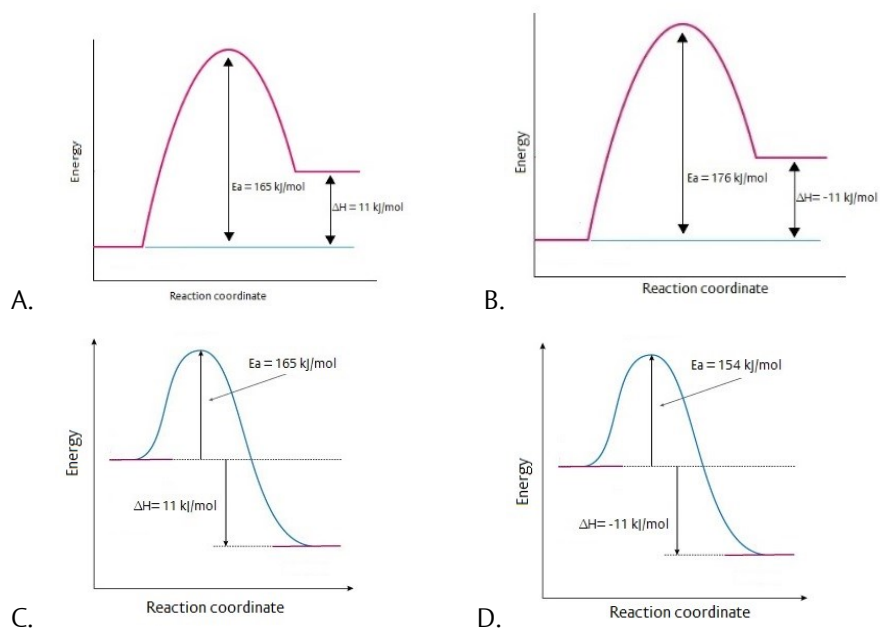 Energy
Ea = 165 kJ/mol
ΔH = 11 kJ/mol
Reaction coordinate
A.
Energy
Ea = 176 kJ/mol
ΔH= -11 kJ/mol
Reaction coordinate
B.
Energy
Ea = 165 kJ/mol
ΔH= 11 kJ/mol
Reaction coordinate
C.
Energy
Ea = 154 kJ/mol
ΔH= -11 kJ/mol
Reaction coordinate
D.